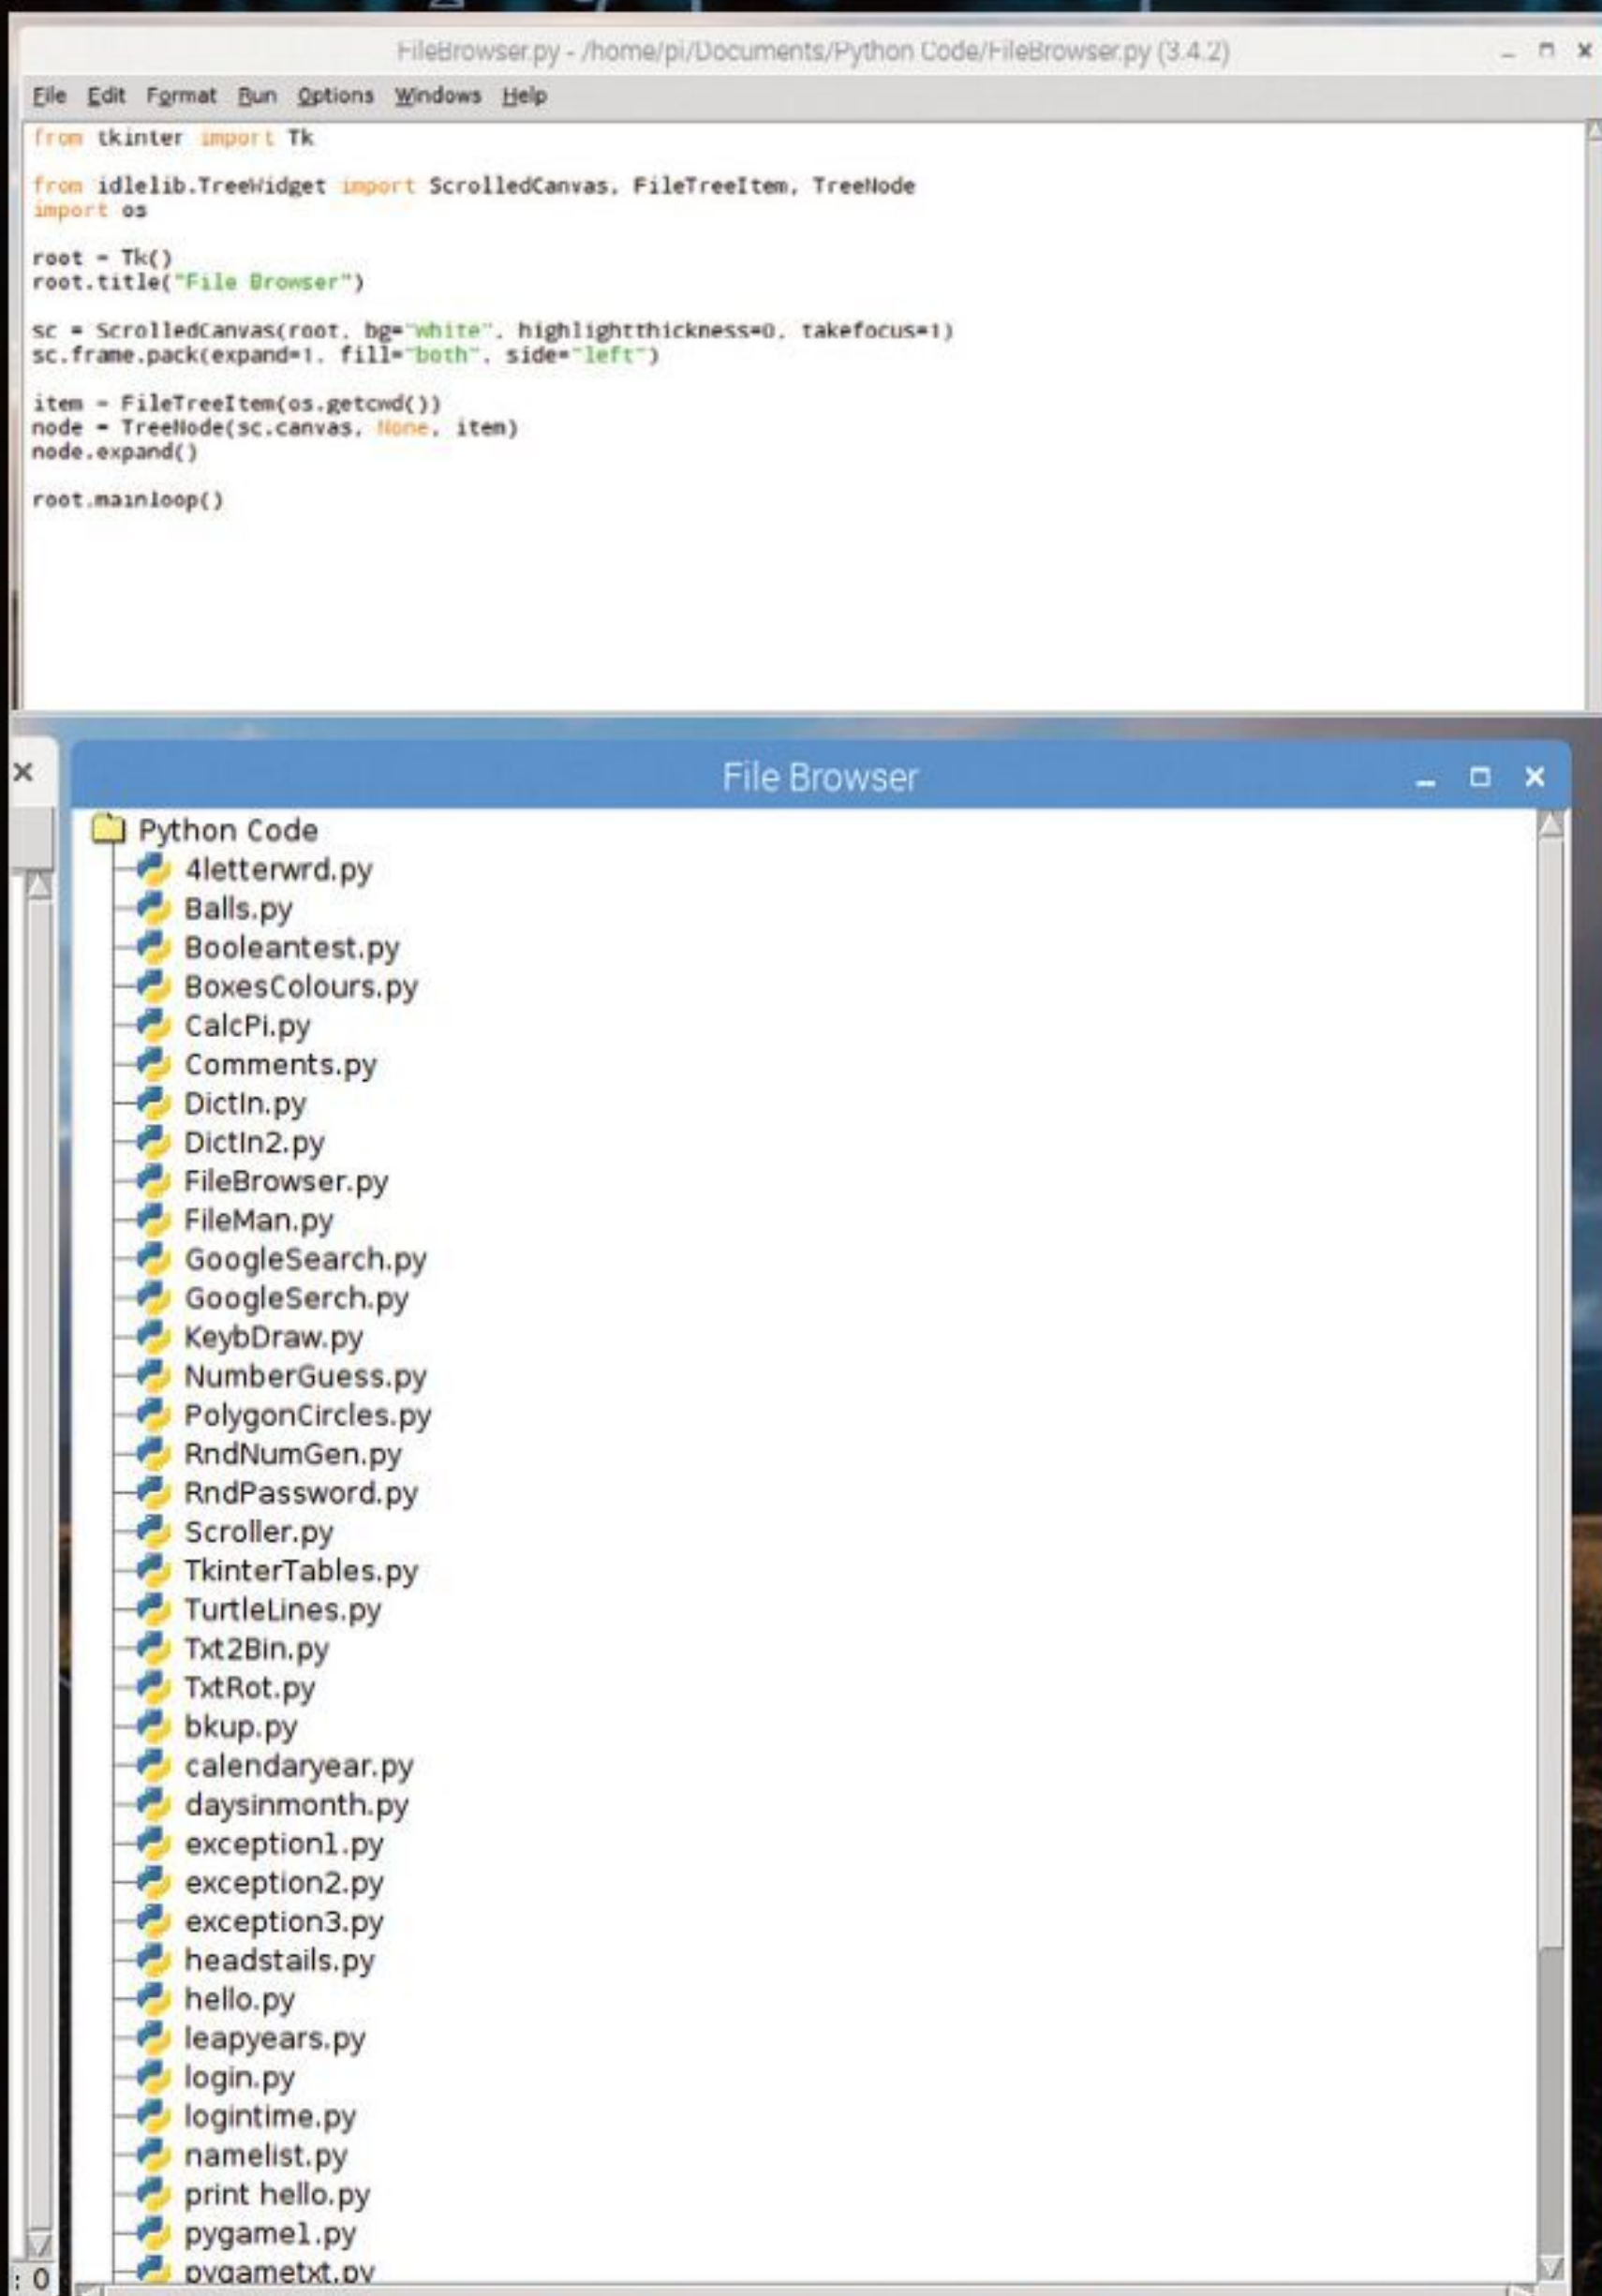 FileBrowser.py - /home/pi/Documents/Python Code/FileBrowser.py (3.4.2)
File Edit Format Run Options Windows Help
from tkinter import Tk
from idlelib.TreeWidget import ScrolledCanvas, FileTreeItem, TreeNode
import os
root = Tk()
root.title("File Browser")
sc = ScrolledCanvas(root, bg="white", highlightthickness=0, takefocus=1)
sc.frame.pack(expand=1, fill="both", side="left")
item = FileTreeItem(os.getcwd())
node = TreeNode(sc.canvas, None, item)
node.expand()
root.mainloop()
File Browser
Python Code
4letterwrd.py
Balls.py
Booleantest.py
BoxesColours.py
CalcPi.py
Comments.py
DictIn.py
DictIn2.py
FileBrowser.py
FileMan.py
GoogleSearch.py
GoogleSerch.py
KeybDraw.py
NumberGuess.py
PolygonCircles.py
RndNumGen.py
RndPassword.py
Scroller.py
TkinterTables.py
TurtleLines.py
Txt2Bin.py
TxtRot.py
bkup.py
calendaryear.py
daysinmonth.py
exception1.py
exception2.py
exception3.py
headstails.py
hello.py
leapyears.py
login.py
logintime.py
namelist.py
print hello.py
pygame1.py
pygametxt.py
: 0